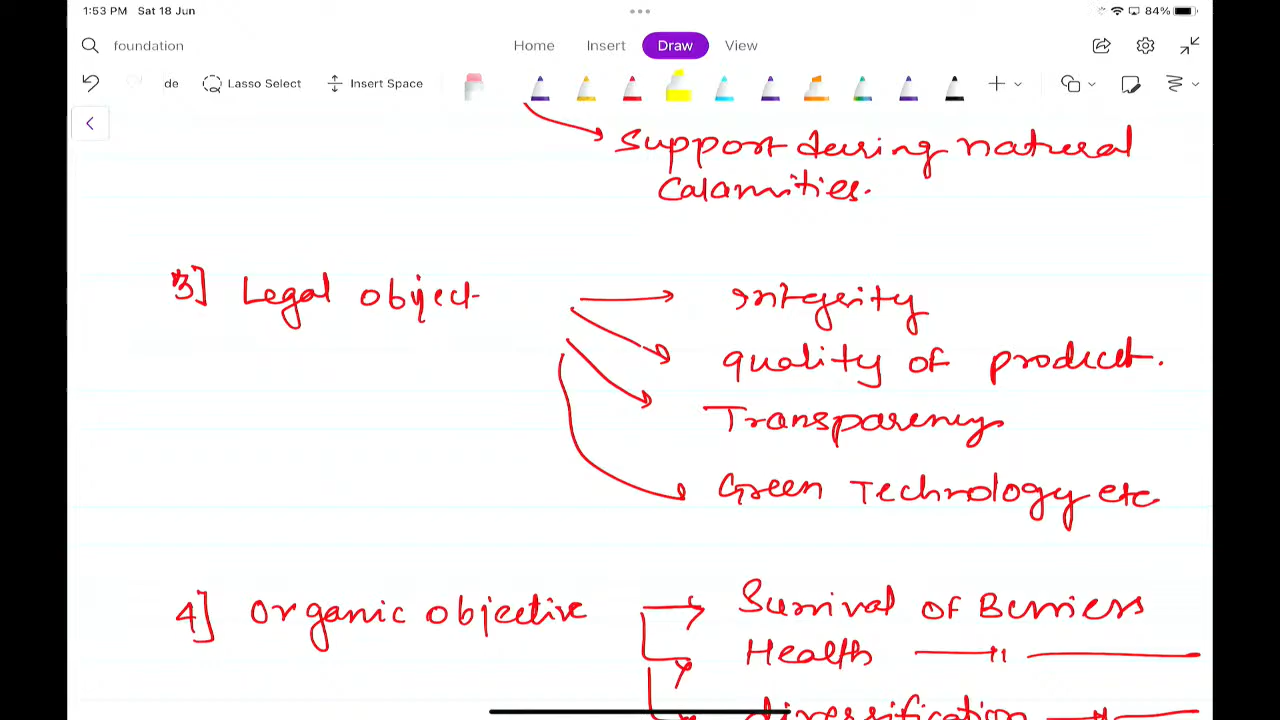 1:53 PM Sat 18 Jun
84%
foundation
Home Insert Draw View
de Lasso Select Insert Space
Support during natural
Calamities.
3] Legal object
Integerity
quality of product.
Transparency
Green Technology etc
4] organic objective
Survival of Business
Health
diversification